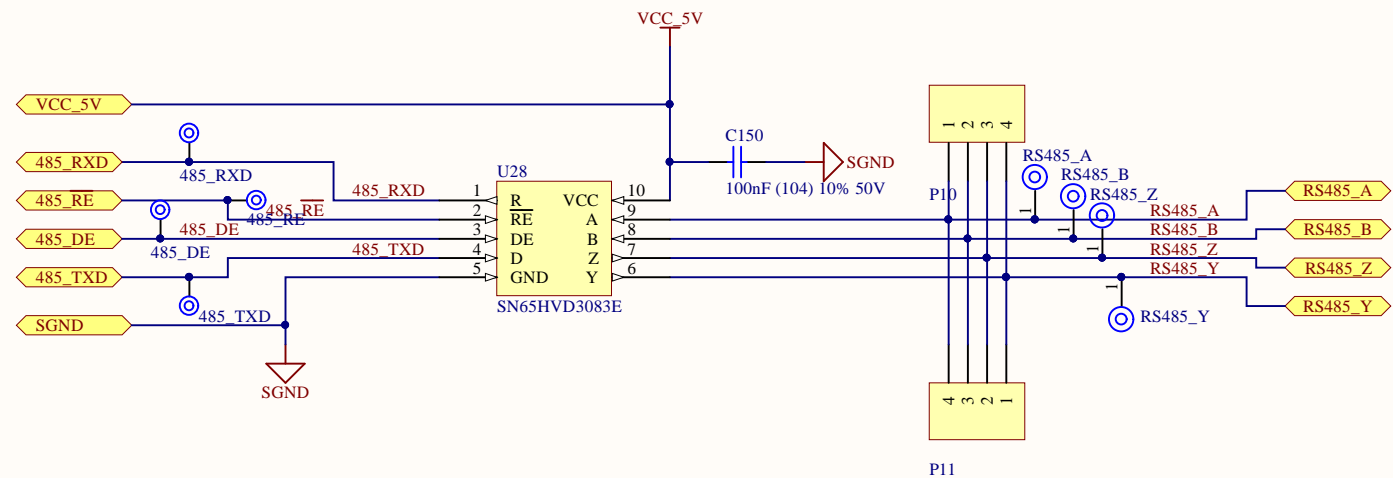 VCC_5V
VCC_5V
485_RXD
485_RXD
485_RE
485_RE
485_RE
485_DE
485_DE
485_DE
485_TXD
485_TXD
SGND
SGND
485_RXD
485_TXD
U28
1 R VCC 10
2 RE A 9
3 DE B 8
4 D Z 7
5 GND Y 6
SN65HVD3083E
C150
100nF (104) 10% 50V
SGND
1 2 3 4
P10
RS485_A
RS485_B
RS485_Z
1
1
1
1
RS485_Y
RS485_A
RS485_B
RS485_Z
RS485_Y
RS485_A
RS485_B
RS485_Z
RS485_Y
4 3 2 1
P11